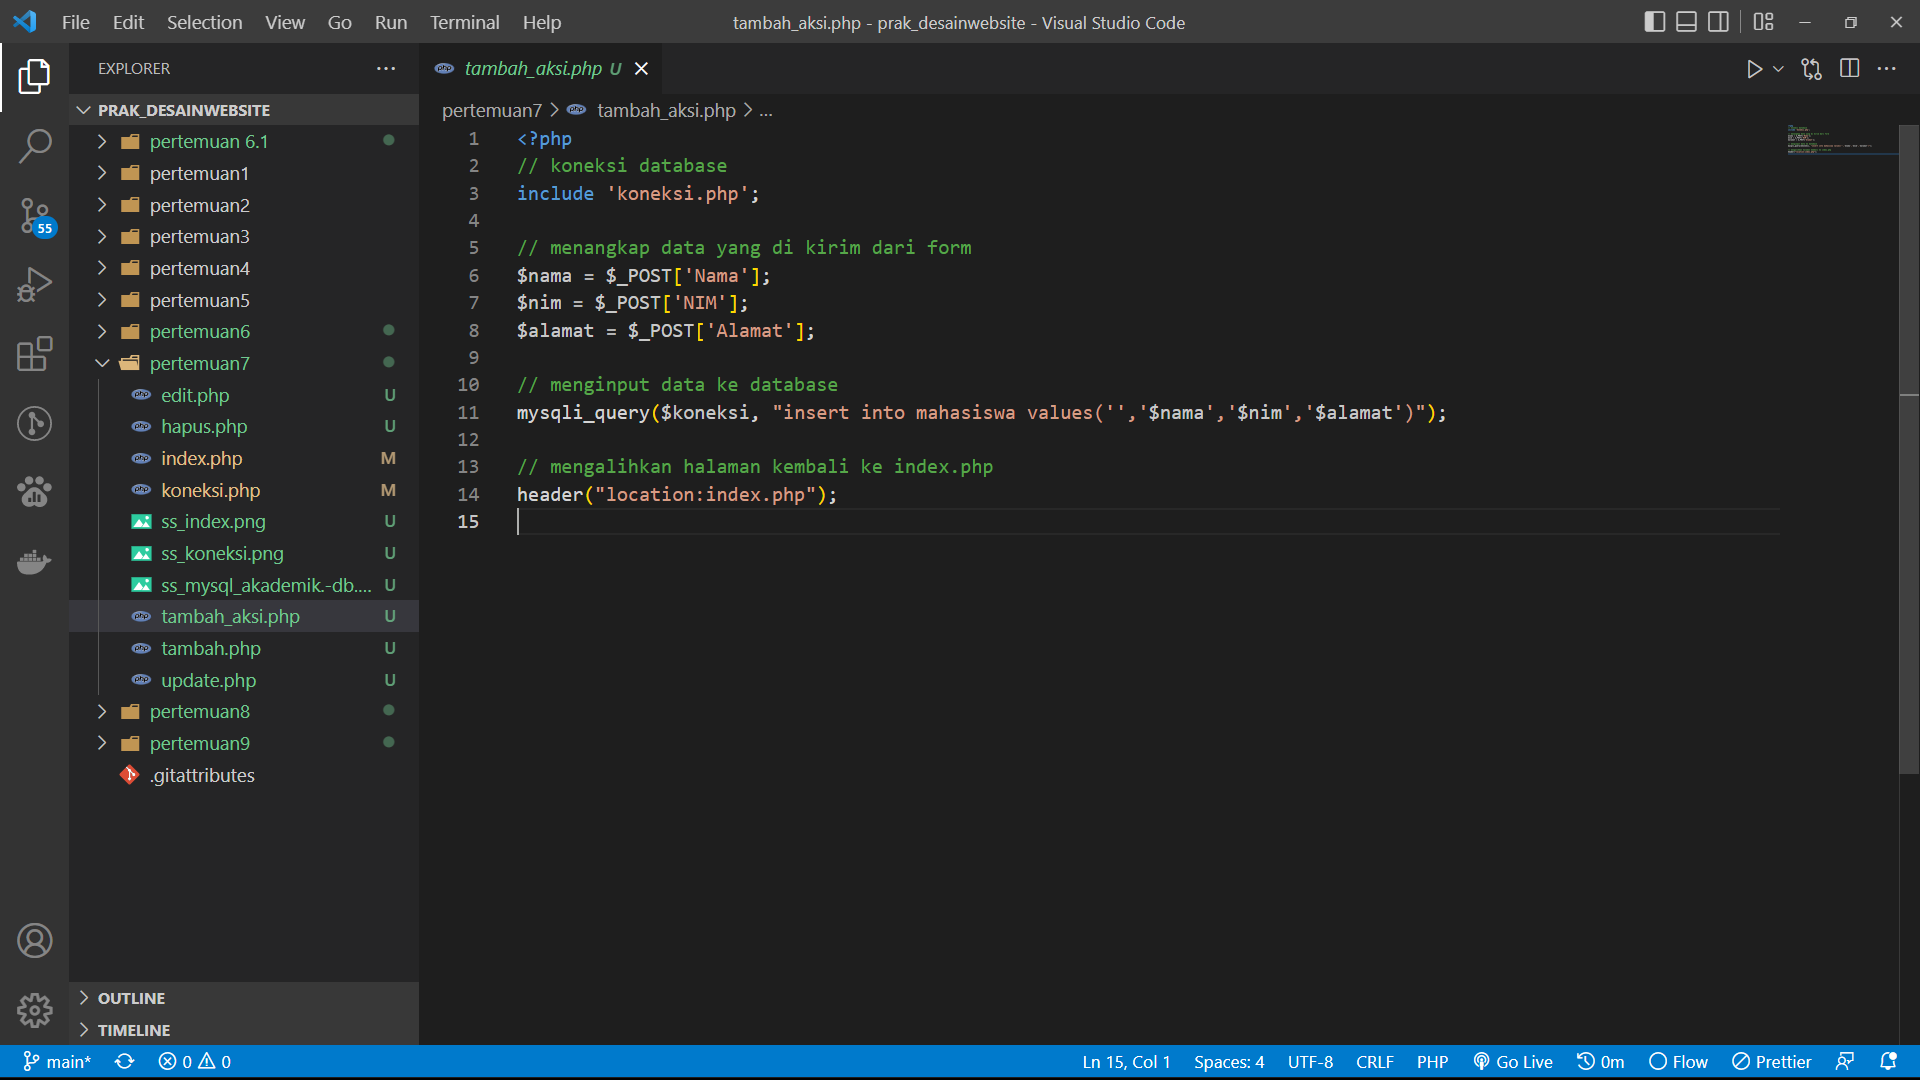 File Edit Selection View Go Run Terminal Help
tambah_aksi.php - prak_desainwebsite - Visual Studio Code
EXPLORER
PRAK_DESAINWEBSITE
pertemuan 6.1
pertemuan1
pertemuan2
pertemuan3
pertemuan4
pertemuan5
pertemuan6
pertemuan7
edit.php U
hapus.php U
index.php M
koneksi.php M
ss_index.png U
ss_koneksi.png U
ss_mysql_akademik.-db.... U
tambah_aksi.php U
tambah.php U
update.php U
pertemuan8
pertemuan9
.gitattributes
OUTLINE
TIMELINE
55
php tambah_aksi.php U
pertemuan7 > php tambah_aksi.php > ...
1 <?php
2 // koneksi database
3 include 'koneksi.php';
4
5 // menangkap data yang di kirim dari form
6 $nama = $_POST['Nama'];
7 $nim = $_POST['NIM'];
8 $alamat = $_POST['Alamat'];
9
10 // menginput data ke database
11 mysqli_query($koneksi, "insert into mahasiswa values('','$nama','$nim','$alamat')");
12
13 // mengalihkan halaman kembali ke index.php
14 header("location:index.php");
15
main* 0 0 Ln 15, Col 1 Spaces: 4 UTF-8 CRLF PHP Go Live 0m Flow Prettier